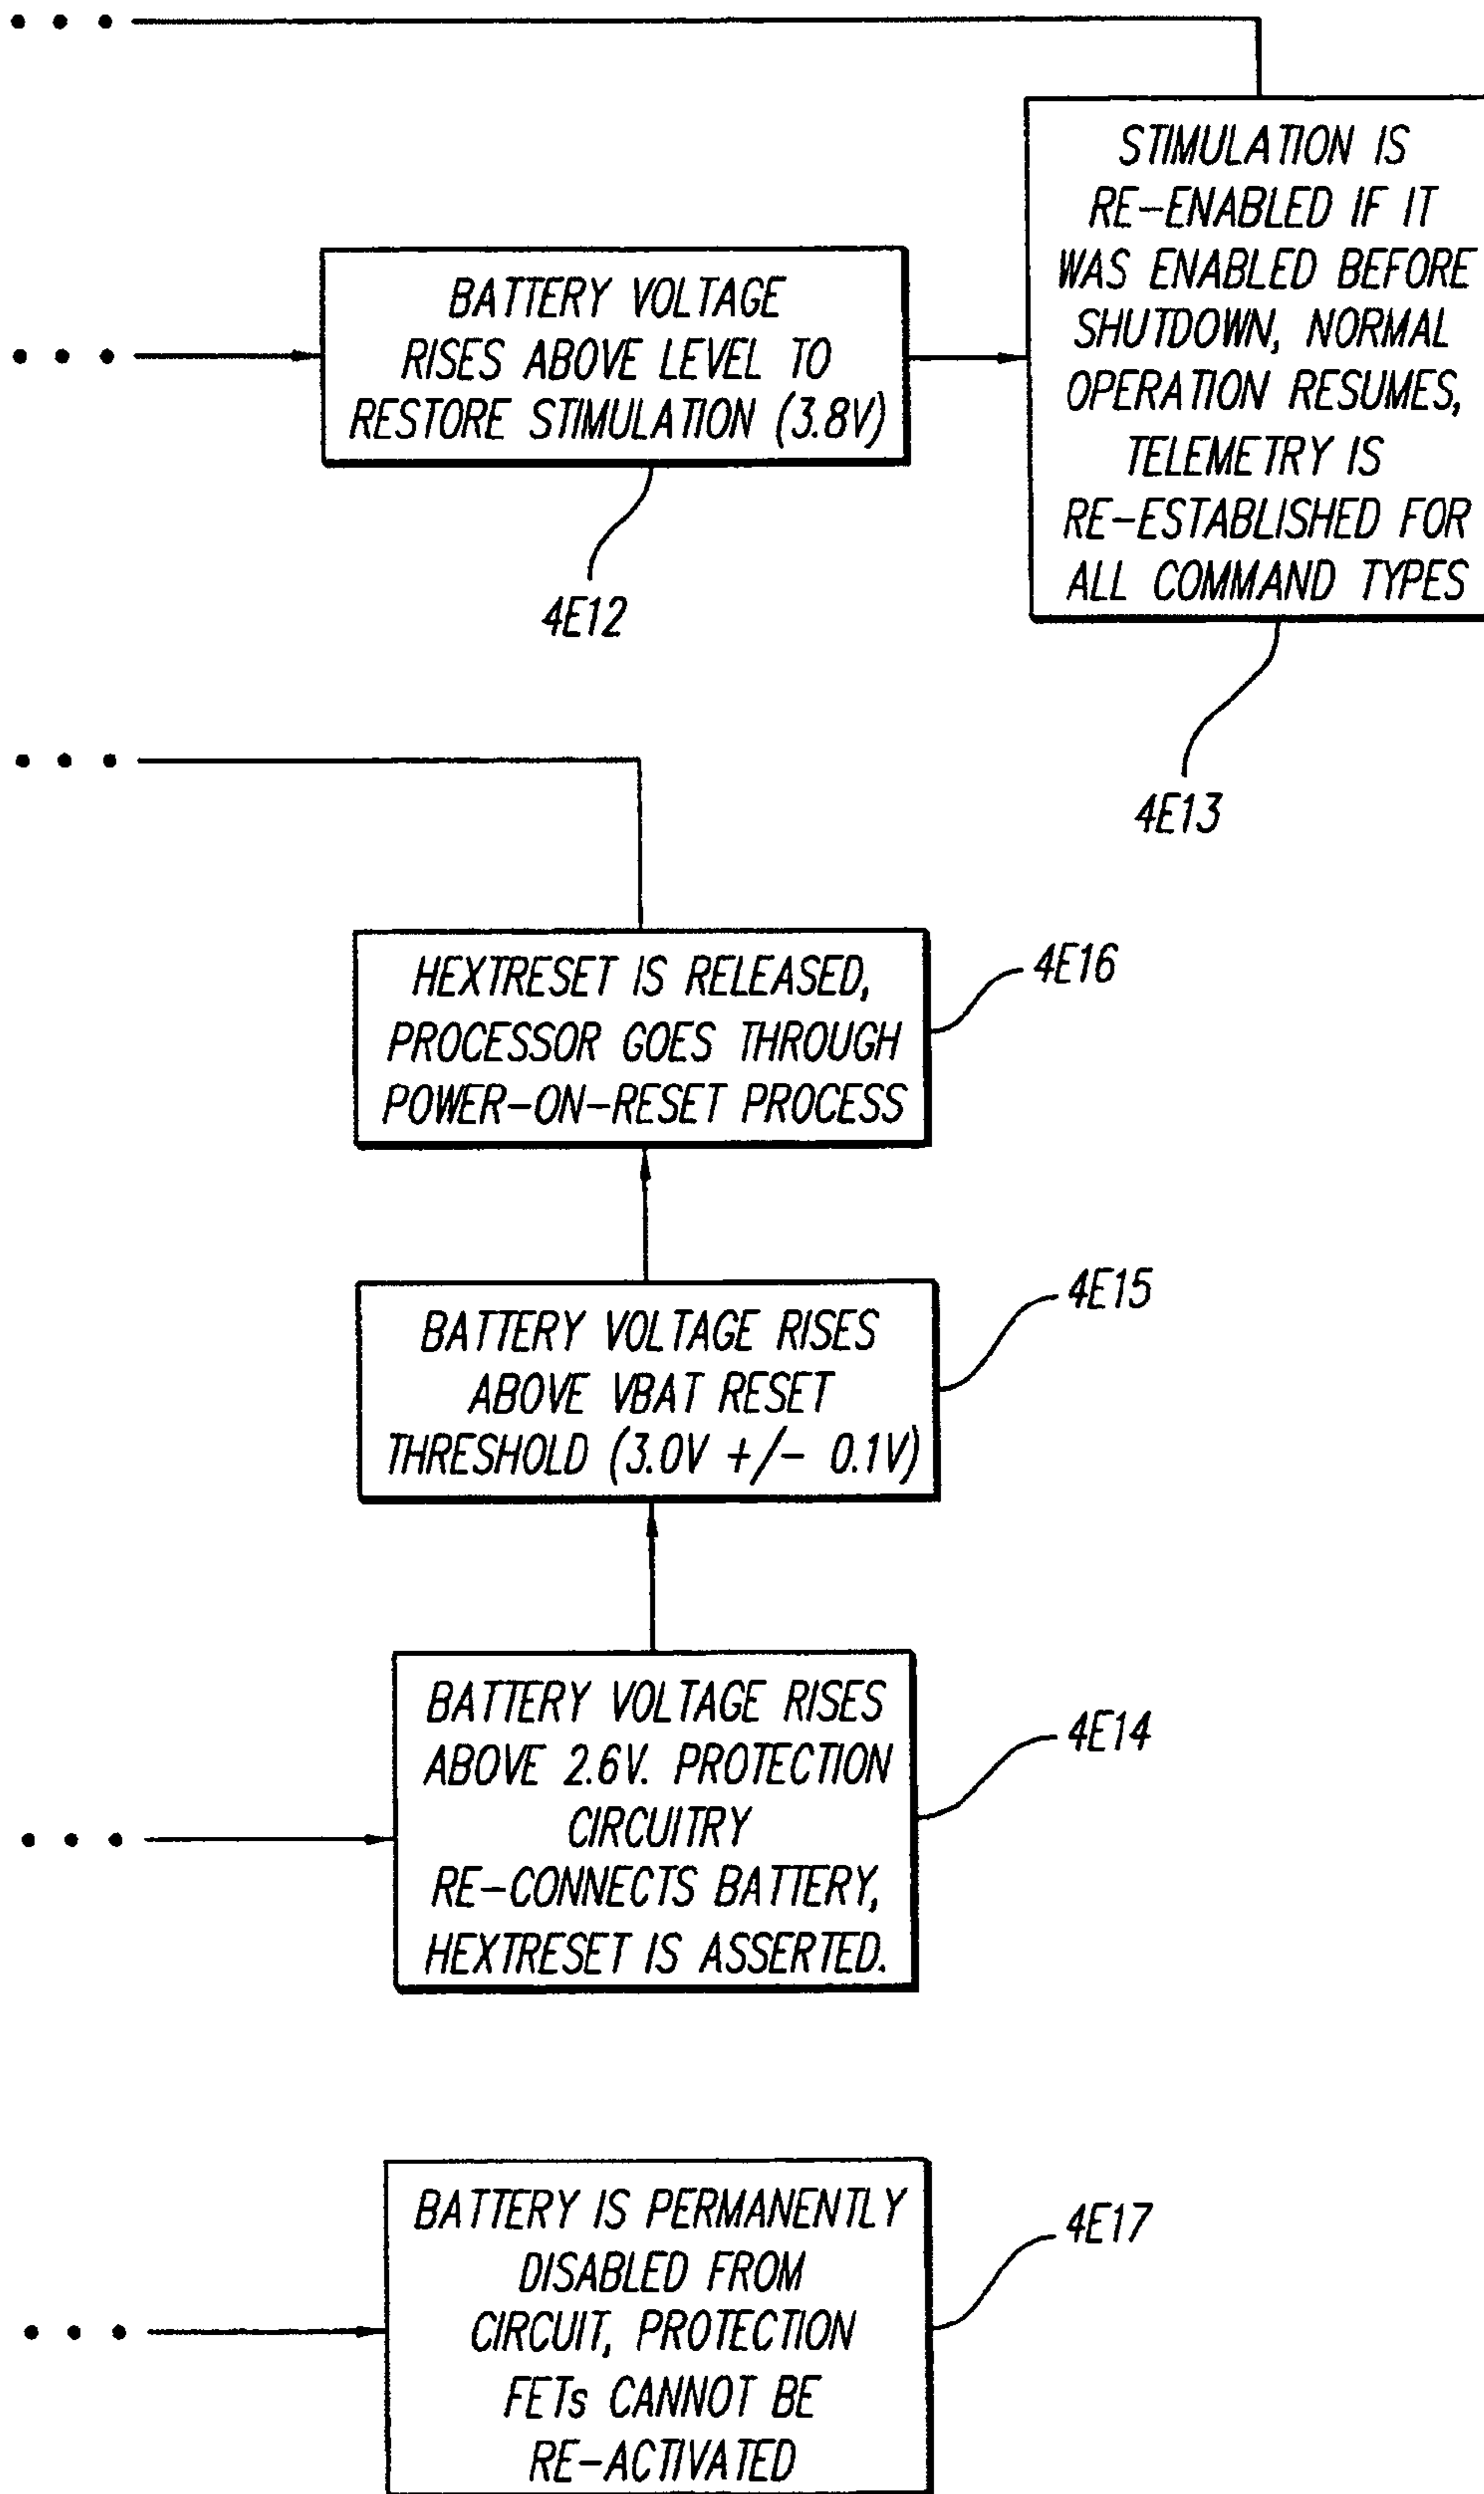 BATTERY VOLTAGE
RISES ABOVE LEVEL TO
RESTORE STIMULATION (3.8V)
4E12
STIMULATION IS
RE-ENABLED IF IT
WAS ENABLED BEFORE
SHUTDOWN, NORMAL
OPERATION RESUMES,
TELEMETRY IS
RE-ESTABLISHED FOR
ALL COMMAND TYPES
4E13
HEXTRESET IS RELEASED,
PROCESSOR GOES THROUGH
POWER-ON-RESET PROCESS
4E16
BATTERY VOLTAGE RISES
ABOVE VBAT RESET
THRESHOLD (3.0V +/- 0.1V)
4E15
BATTERY VOLTAGE RISES
ABOVE 2.6V. PROTECTION
CIRCUITRY
RE-CONNECTS BATTERY,
HEXTRESET IS ASSERTED.
4E14
BATTERY IS PERMANENTLY
DISABLED FROM
CIRCUIT, PROTECTION
FETs CANNOT BE
RE-ACTIVATED
4E17